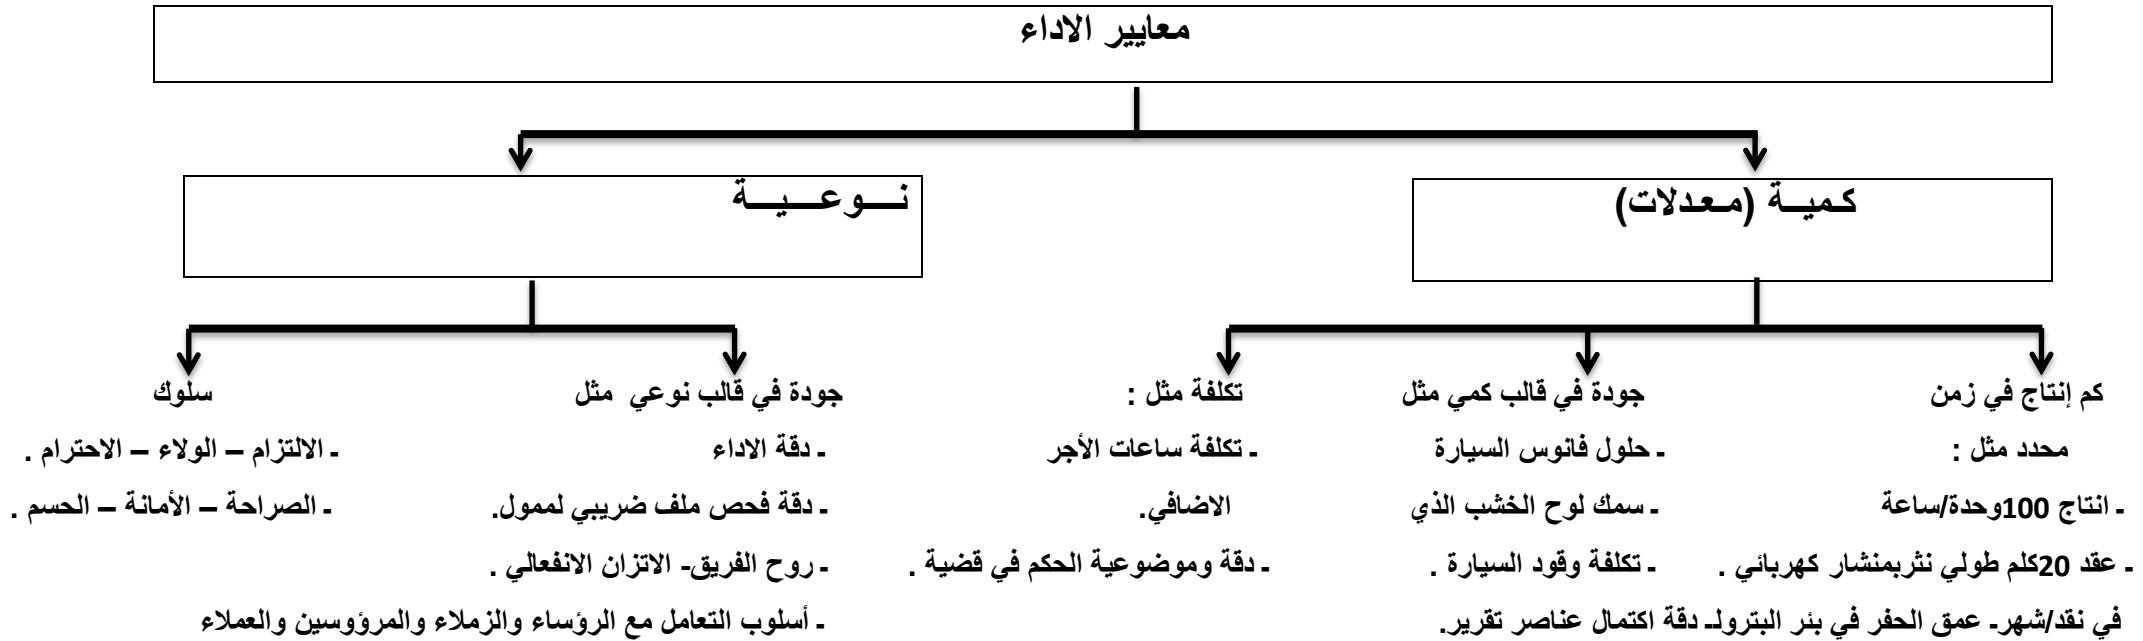 معايير الاداء
كـميــة (مـعدلات)
نـــوعـــيـــة
كم إنتاج في زمن
محدد مثل :
ـ انتاج 100وحدة/ساعة
ـ عقد 20كلم طولي نثربمنشار كهربائي .
جودة في قالب كمي مثل
ـ حلول فانوس السيارة
ـ سمك لوح الخشب الذي
ـ تكلفة وقود السيارة .
في نقد/شهرـ عمق الحفر في بئر البترولـ دقة اكتمال عناصر تقرير.
تكلفة مثل :
ـ تكلفة ساعات الأجر
الاضافي.
ـ دقة وموضوعية الحكم في قضية .
جودة في قالب نوعي مثل
ـ دقة الاداء
ـ دقة فحص ملف ضريبي لممول.
ـ روح الفريق- الاتزان الانفعالي .
ـ أسلوب التعامل مع الرؤساء والزملاء والمرؤوسين والعملاء
سلوك
ـ الالتزام – الولاء – الاحترام .
ـ الصراحة – الأمانة – الحسم .